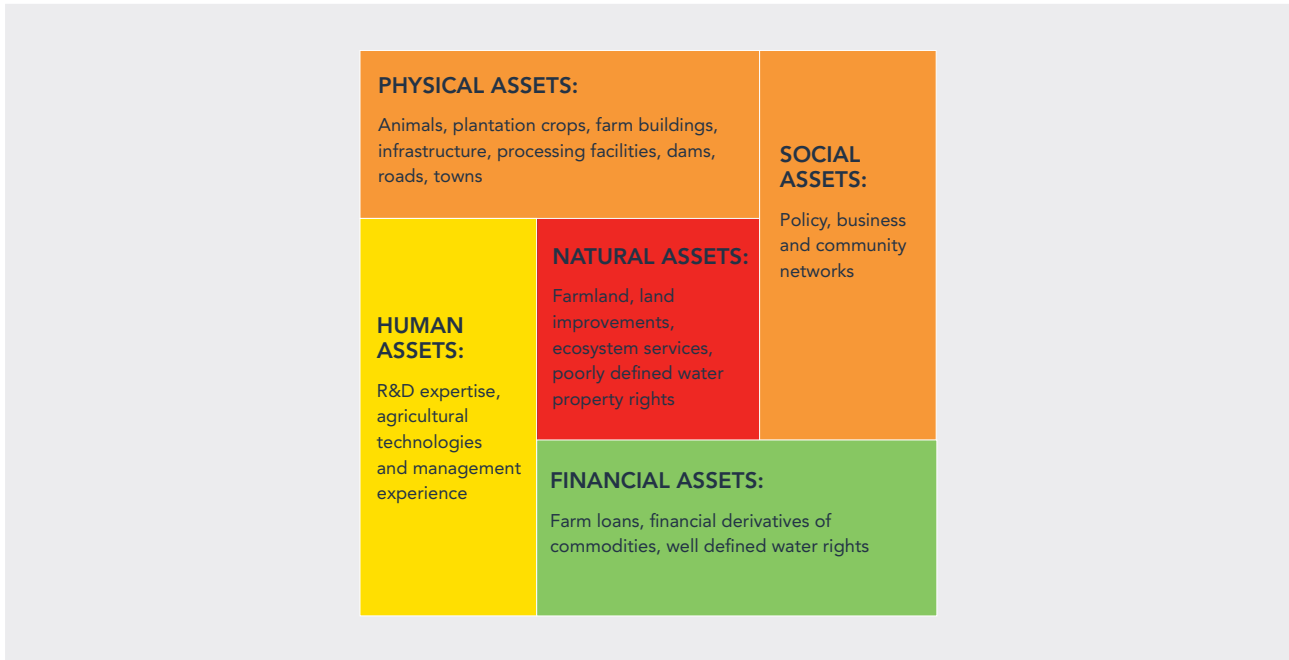 PHYSICAL ASSETS:
Animals, plantation crops, farm buildings,
infrastructure, processing facilities, dams,
roads, towns
SOCIAL
ASSETS:
Policy, business
and community
networks
HUMAN
ASSETS:
R&D expertise,
agricultural
technologies
and management
experience
NATURAL ASSETS:
Farmland, land
improvements,
ecosystem services,
poorly defined water
property rights
FINANCIAL ASSETS:
Farm loans, financial derivatives of
commodities, well defined water rights